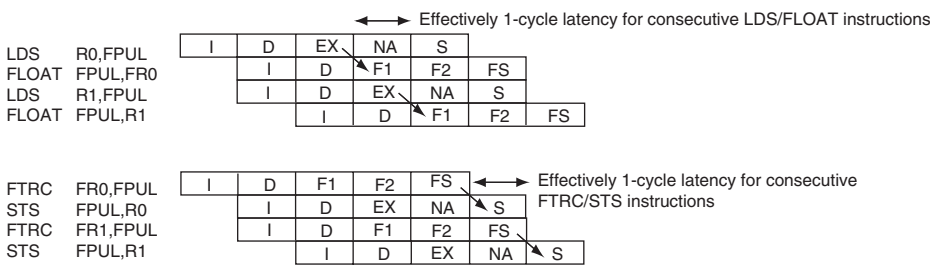 Effectively 1-cycle latency for consecutive LDS/FLOAT instructions
LDS R0,FPUL I D EX NA S
FLOAT FPUL,FR0 I D F1 F2 FS
LDS R1,FPUL I D EX NA S
FLOAT FPUL,R1 I D F1 F2 FS
FTRC FR0,FPUL I D F1 F2 FS Effectively 1-cycle latency for consecutive
FTRC/STS instructions
STS FPUL,R0 I D EX NA S
FTRC FR1,FPUL I D F1 F2 FS
STS FPUL,R1 I D EX NA S